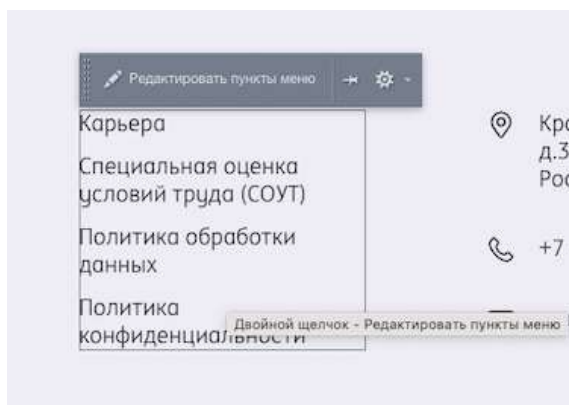 Редактировать пункты меню
Карьера
Специальная оценка
условий труда (СОУТ)
Политика обработки
данных
Политика
конфиденциальности
Двойной щелчок - Редактировать пункты меню
д.3
+7